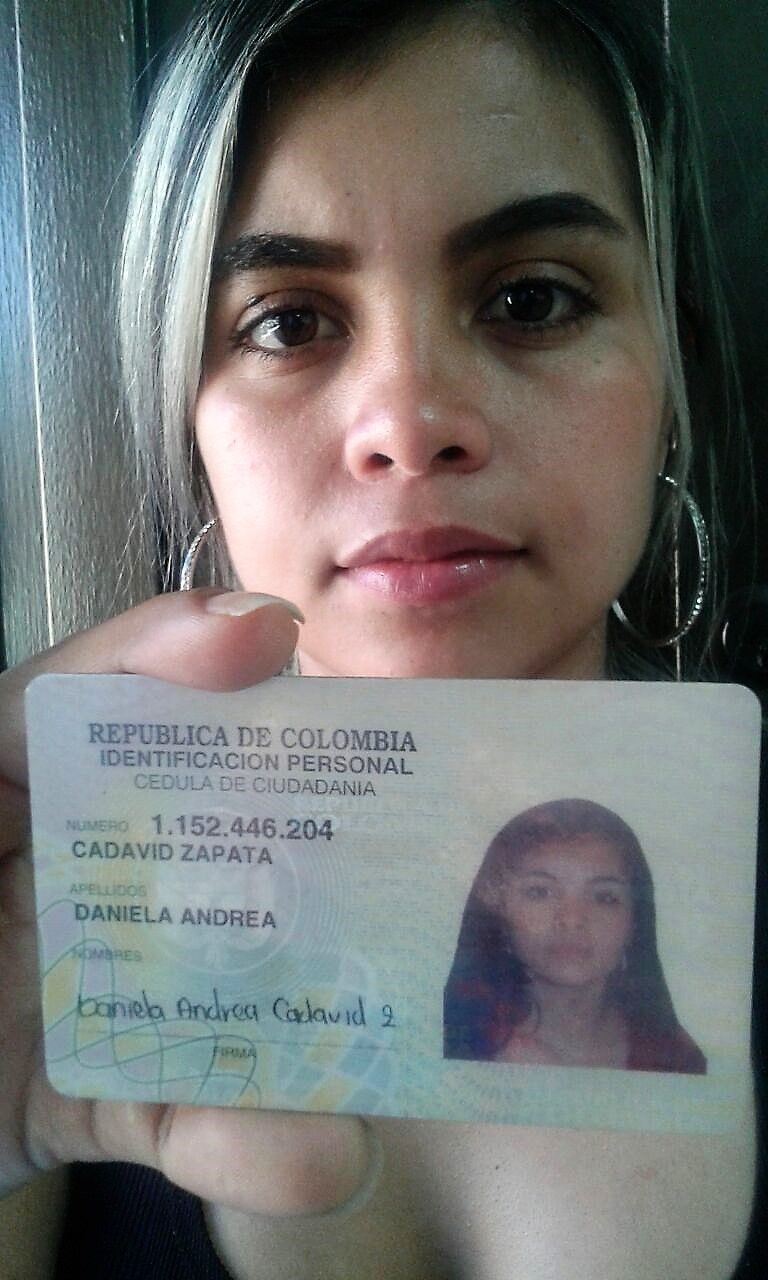 REPUBLICA DE COLOMBIA
IDENTIFICACION PERSONAL
CEDULA DE CIUDADANIA
NUMERO 1.152.446.204
CADAVID ZAPATA
APELLIDOS
DANIELA ANDREA
NOMBRES
Daniela Andrea Cadavid Z
FIRMA